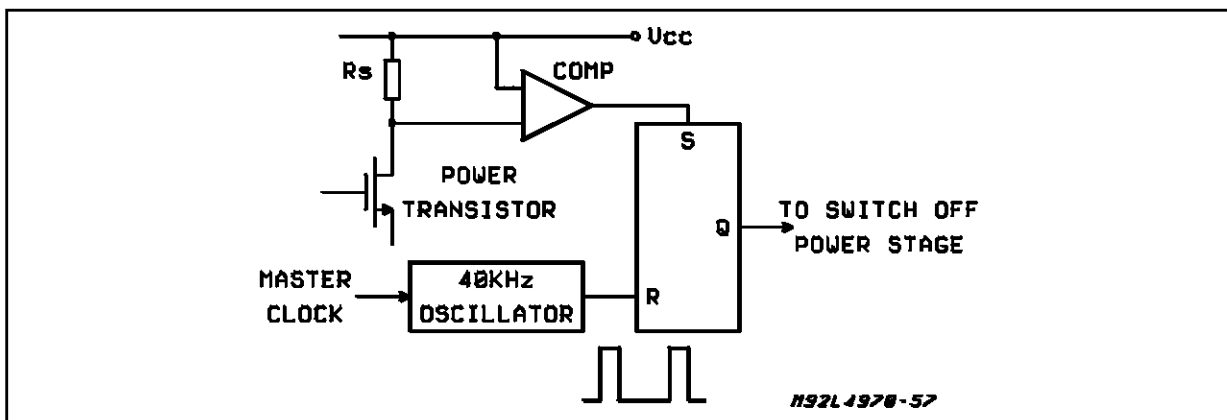 Vcc
Rs
COMP
S
POWER
TRANSISTOR
Q
TO SWITCH OFF
POWER STAGE
MASTER
CLOCK
40KHz
OSCILLATOR
R
M92L4970-57